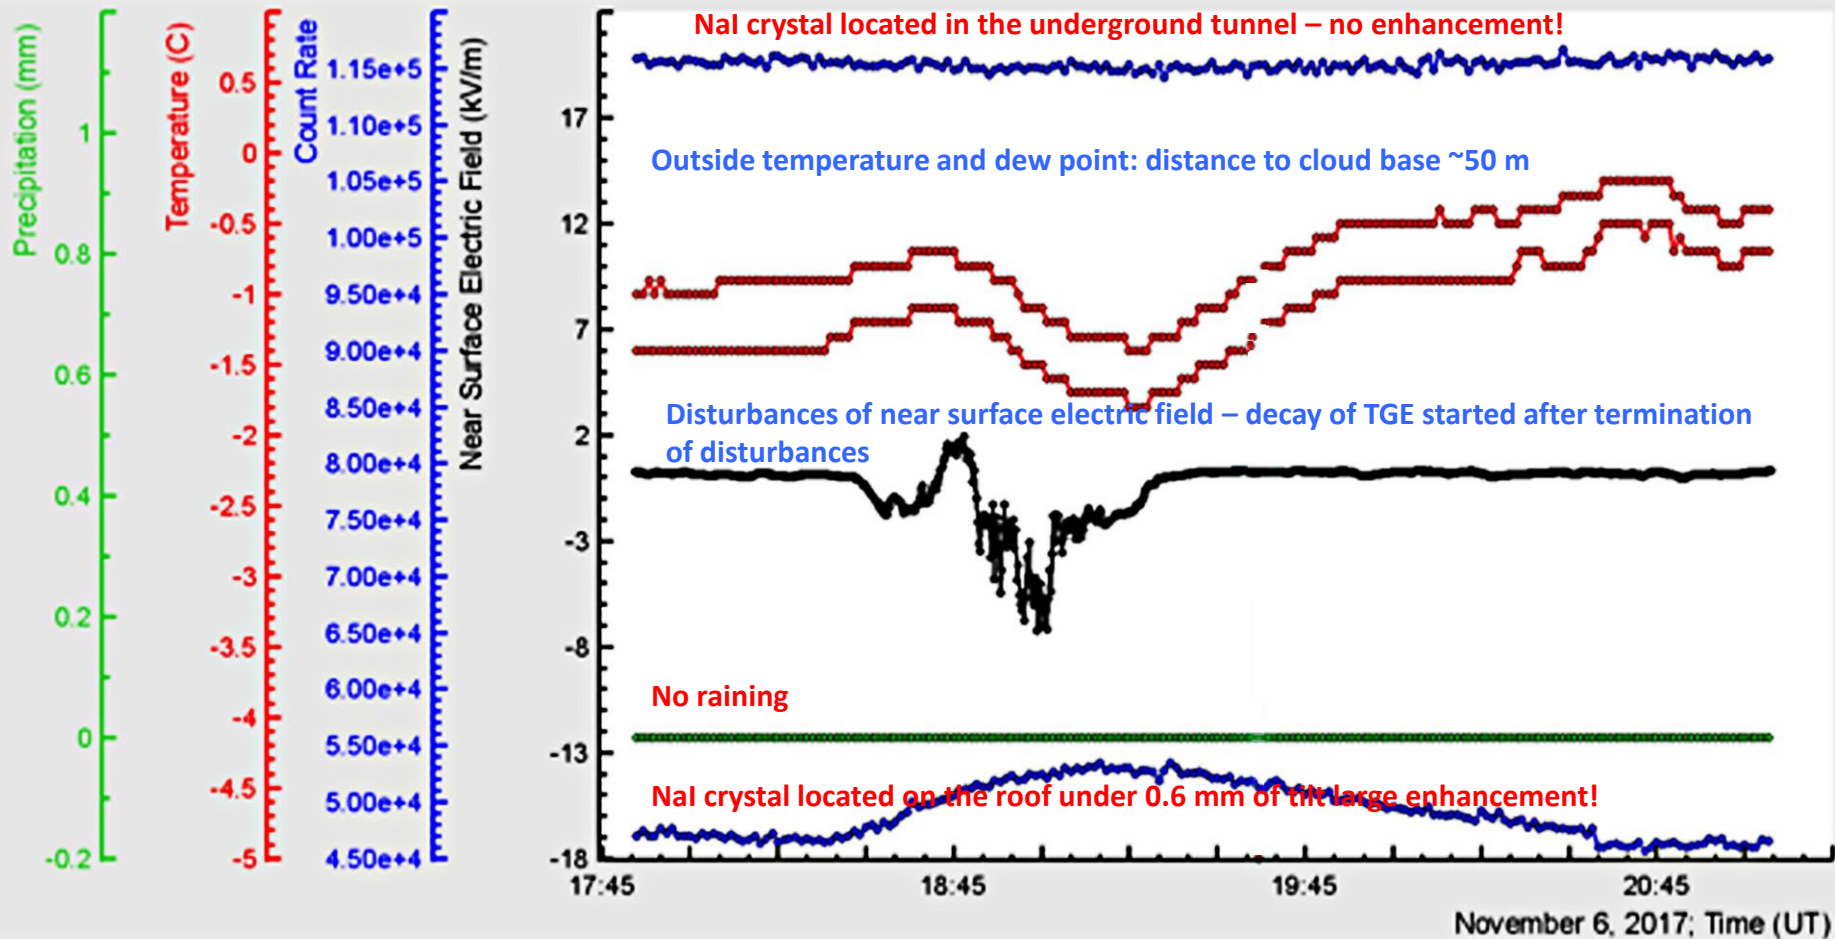 NaI crystal located in the underground tunnel – no enhancement!
Precipitation (mm)
1
0.8
0.6
0.4
0.2
0
-0.2
Temperature (C)
0.5
0
-0.5
-1
-1.5
-2
-2.5
-3
-3.5
-4
-4.5
-5
Count Rate
1.15e+5
1.10e+5
1.05e+5
1.00e+5
9.50e+4
9.00e+4
8.50e+4
8.00e+4
7.50e+4
7.00e+4
6.50e+4
6.00e+4
5.50e+4
5.00e+4
4.50e+4
Near Surface Electric Field (kV/m)
17
12
7
2
-3
-8
-13
-18
Outside temperature and dew point: distance to cloud base ~50 m
Disturbances of near surface electric field – decay of TGE started after termination
of disturbances
No raining
NaI crystal located on the roof under 0.6 mm of tilt large enhancement!
17:45
18:45
19:45
20:45
November 6, 2017; Time (UT)